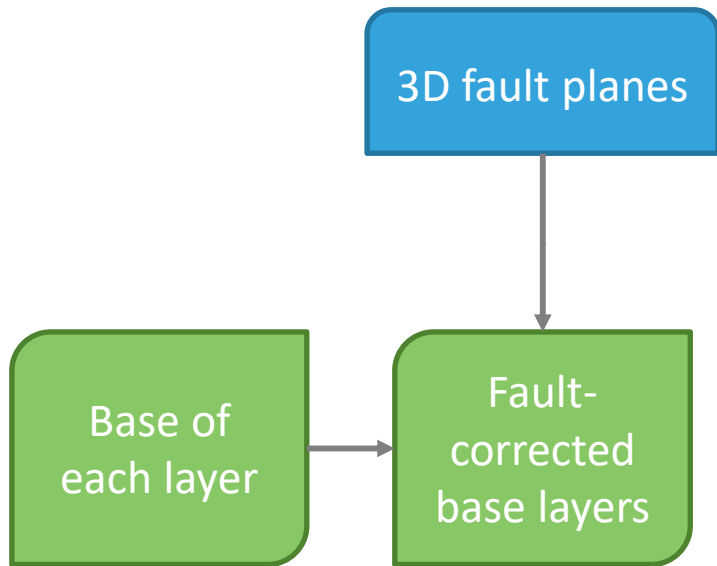 3D fault planes
Base of
each layer
Fault-
corrected
base layers